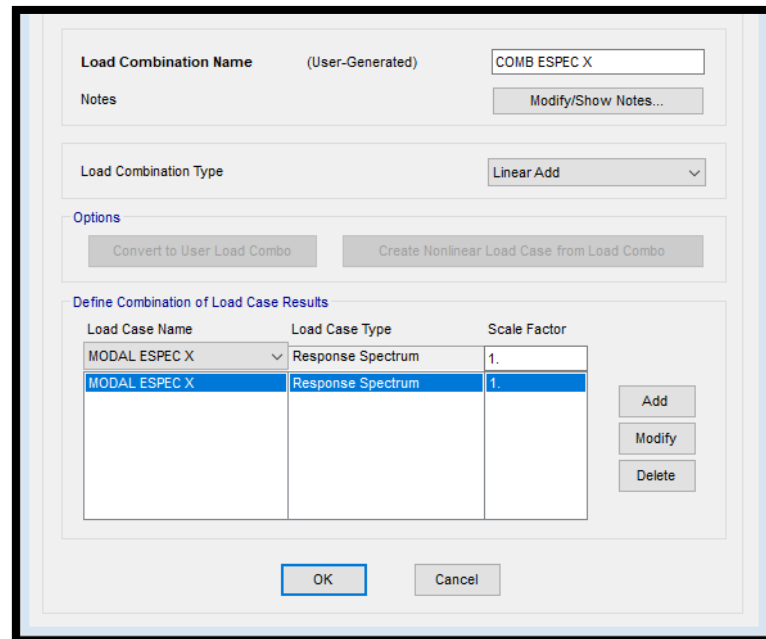 Load Combination Name (User-Generated) COMB ESPEC X
Notes Modify/Show Notes...
Load Combination Type Linear Add
Options
Convert to User Load Combo Create Nonlinear Load Case from Load Combo
Define Combination of Load Case Results
Load Case Name Load Case Type Scale Factor
MODAL ESPEC X Response Spectrum 1.
MODAL ESPEC X Response Spectrum 1.
Add
Modify
Delete
OK Cancel